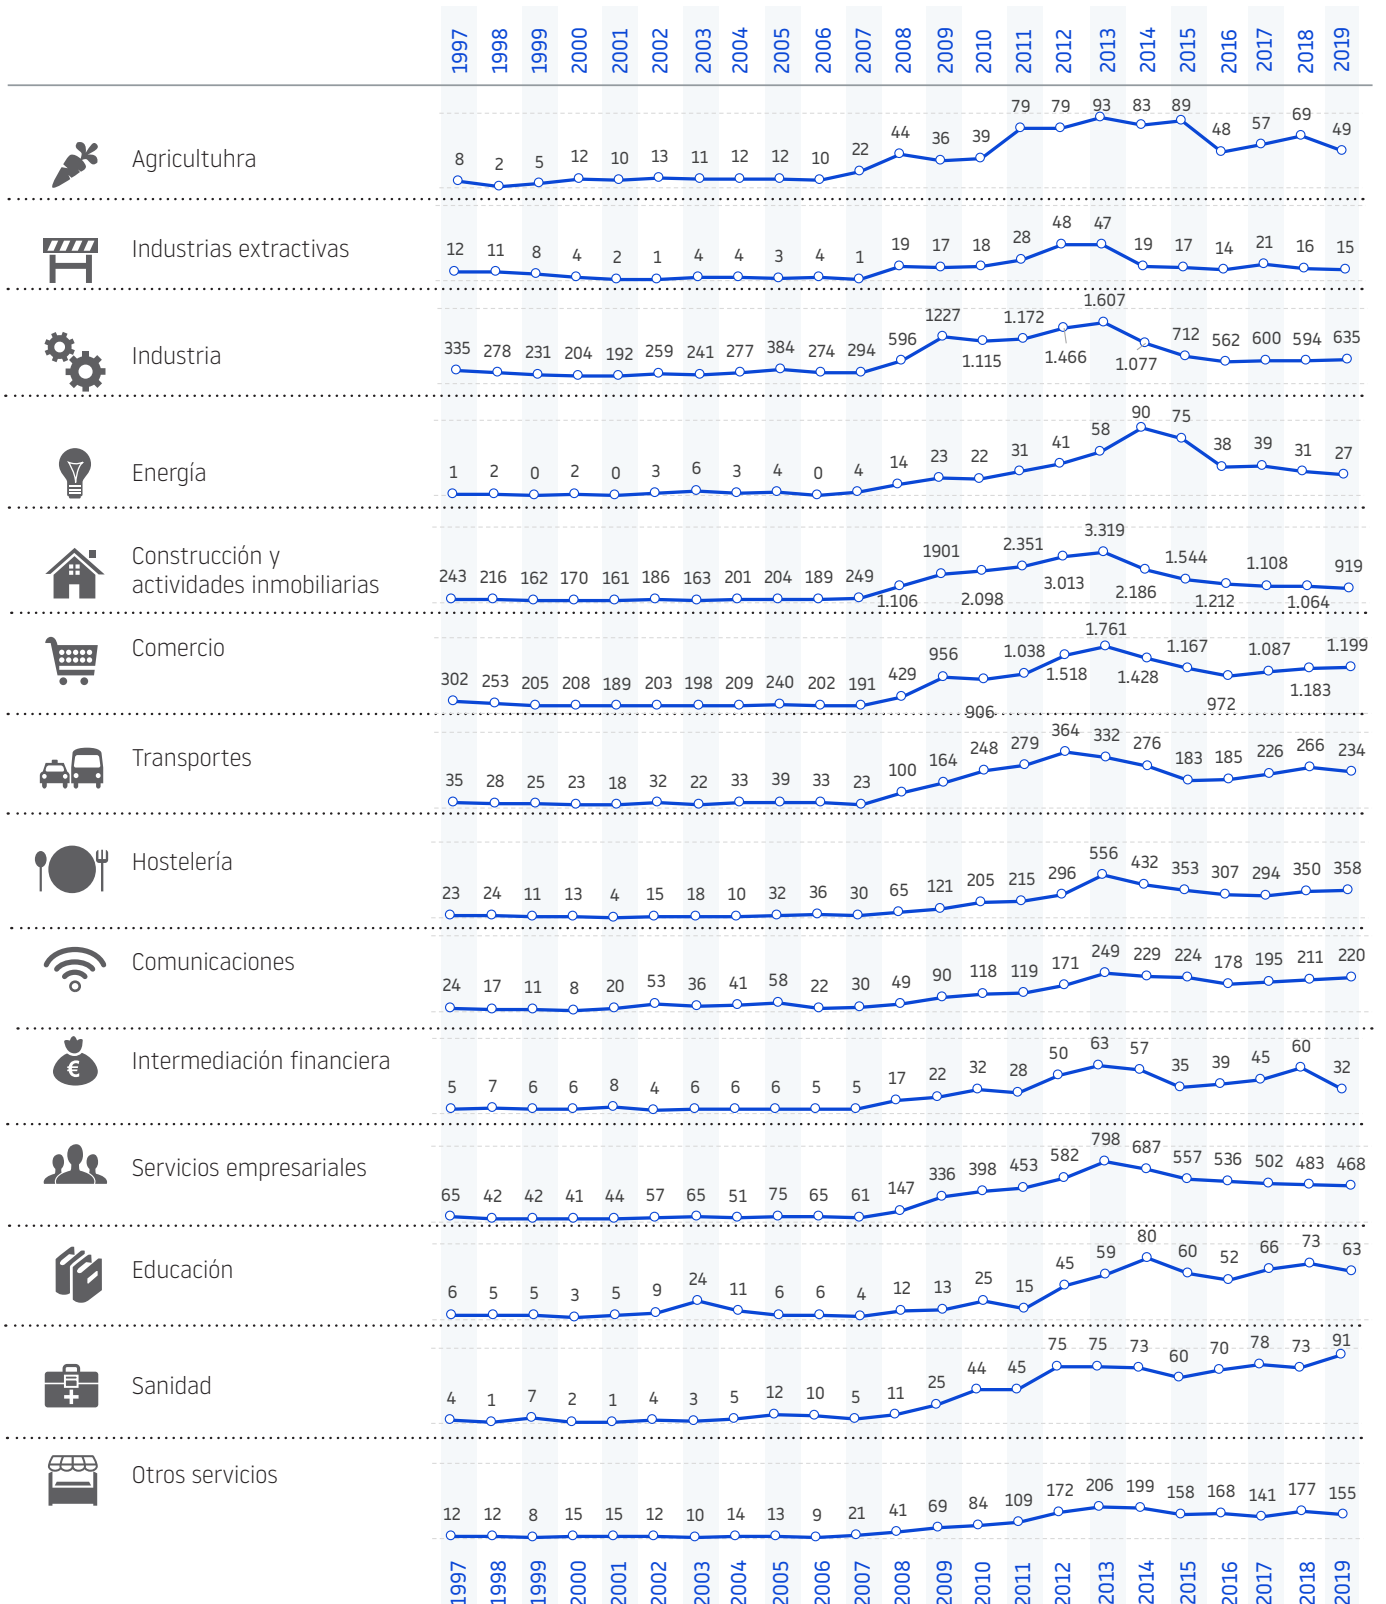 1997 1998 1999 2000 2001 2002 2003 2004 2005 2006 2007 2008 2009 2010 2011 2012 2013 2014 2015 2016 2017 2018 2019
Agricultuhra
8 2 5 12 10 13 11 12 12 10 22 44 36 39 79 79 93 83 89 48 57 69 49
Industrias extractivas
12 11 8 4 2 1 4 4 3 4 1 19 17 18 28 48 47 19 17 14 21 16 15
Industria
335 278 231 204 192 259 241 277 384 274 294 596 1227 1.115 1.172 1.466 1.607 1.077 712 562 600 594 635
Energía
1 2 0 2 0 3 6 3 4 0 4 14 23 22 31 41 58 90 75 38 39 31 27
Construcción y
actividades inmobiliarias
243 216 162 170 161 186 163 201 204 189 249 1.106 1901 2.098 2.351 3.013 3.319 2.186 1.544 1.212 1.108 1.064 919
Comercio
302 253 205 208 189 203 198 209 240 202 191 429 956 906 1.038 1.518 1.761 1.428 1.167 972 1.087 1.183 1.199
Transportes
35 28 25 23 18 32 22 33 39 33 23 100 164 248 279 364 332 276 183 185 226 266 234
Hostelería
23 24 11 13 4 15 18 10 32 36 30 65 121 205 215 296 556 432 353 307 294 350 358
Comunicaciones
24 17 11 8 20 53 36 41 58 22 30 49 90 118 119 171 249 229 224 178 195 211 220
€
Intermediación financiera
5 7 6 6 8 4 6 6 6 5 5 17 22 32 28 50 63 57 35 39 45 60 32
Servicios empresariales
65 42 42 41 44 57 65 51 75 65 61 147 336 398 453 582 798 687 557 536 502 483 468
Educación
6 5 5 3 5 9 24 11 6 6 4 12 13 25 15 45 59 80 60 52 66 73 63
Sanidad
4 1 7 2 1 4 3 5 12 10 5 11 25 44 45 75 75 73 60 70 78 73 91
Otros servicios
12 12 8 15 15 12 10 14 13 9 21 41 69 84 109 172 206 199 158 168 141 177 155
1997 1998 1999 2000 2001 2002 2003 2004 2005 2006 2007 2008 2009 2010 2011 2012 2013 2014 2015 2016 2017 2018 2019